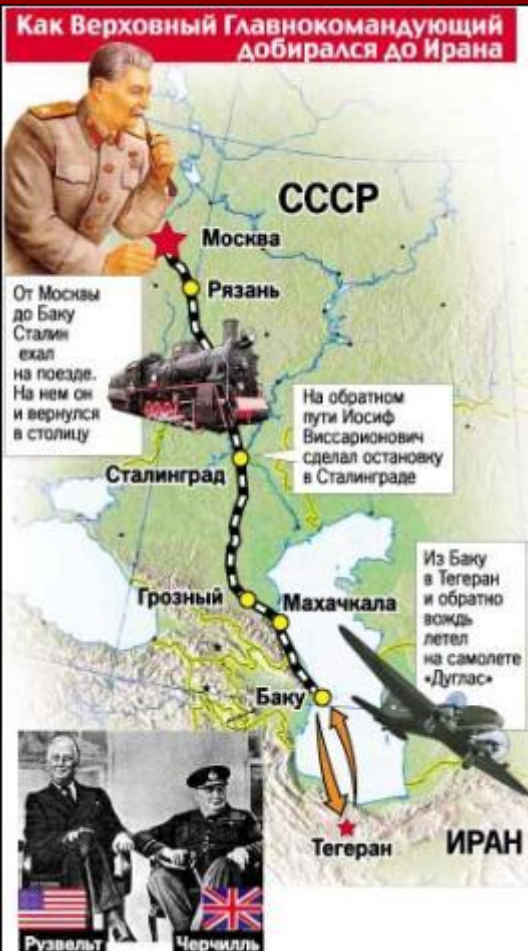 Как Верховный Главнокомандующий
добирался до Ирана
СССР
Москва
Рязань
От Москвы
до Баку
Сталин
ехал
на поезде.
На нем он
и вернулся
в столицу
На обратном
пути Иосиф
Виссарионович
сделал остановку
в Сталинграде
Сталинград
Грозный
Махачкала
Из Баку
в Тегеран
и обратно
вождь
летел
на самолете
«Дуглас»
Баку
Тегеран
ИРАН
Рузвельт
Черчилль